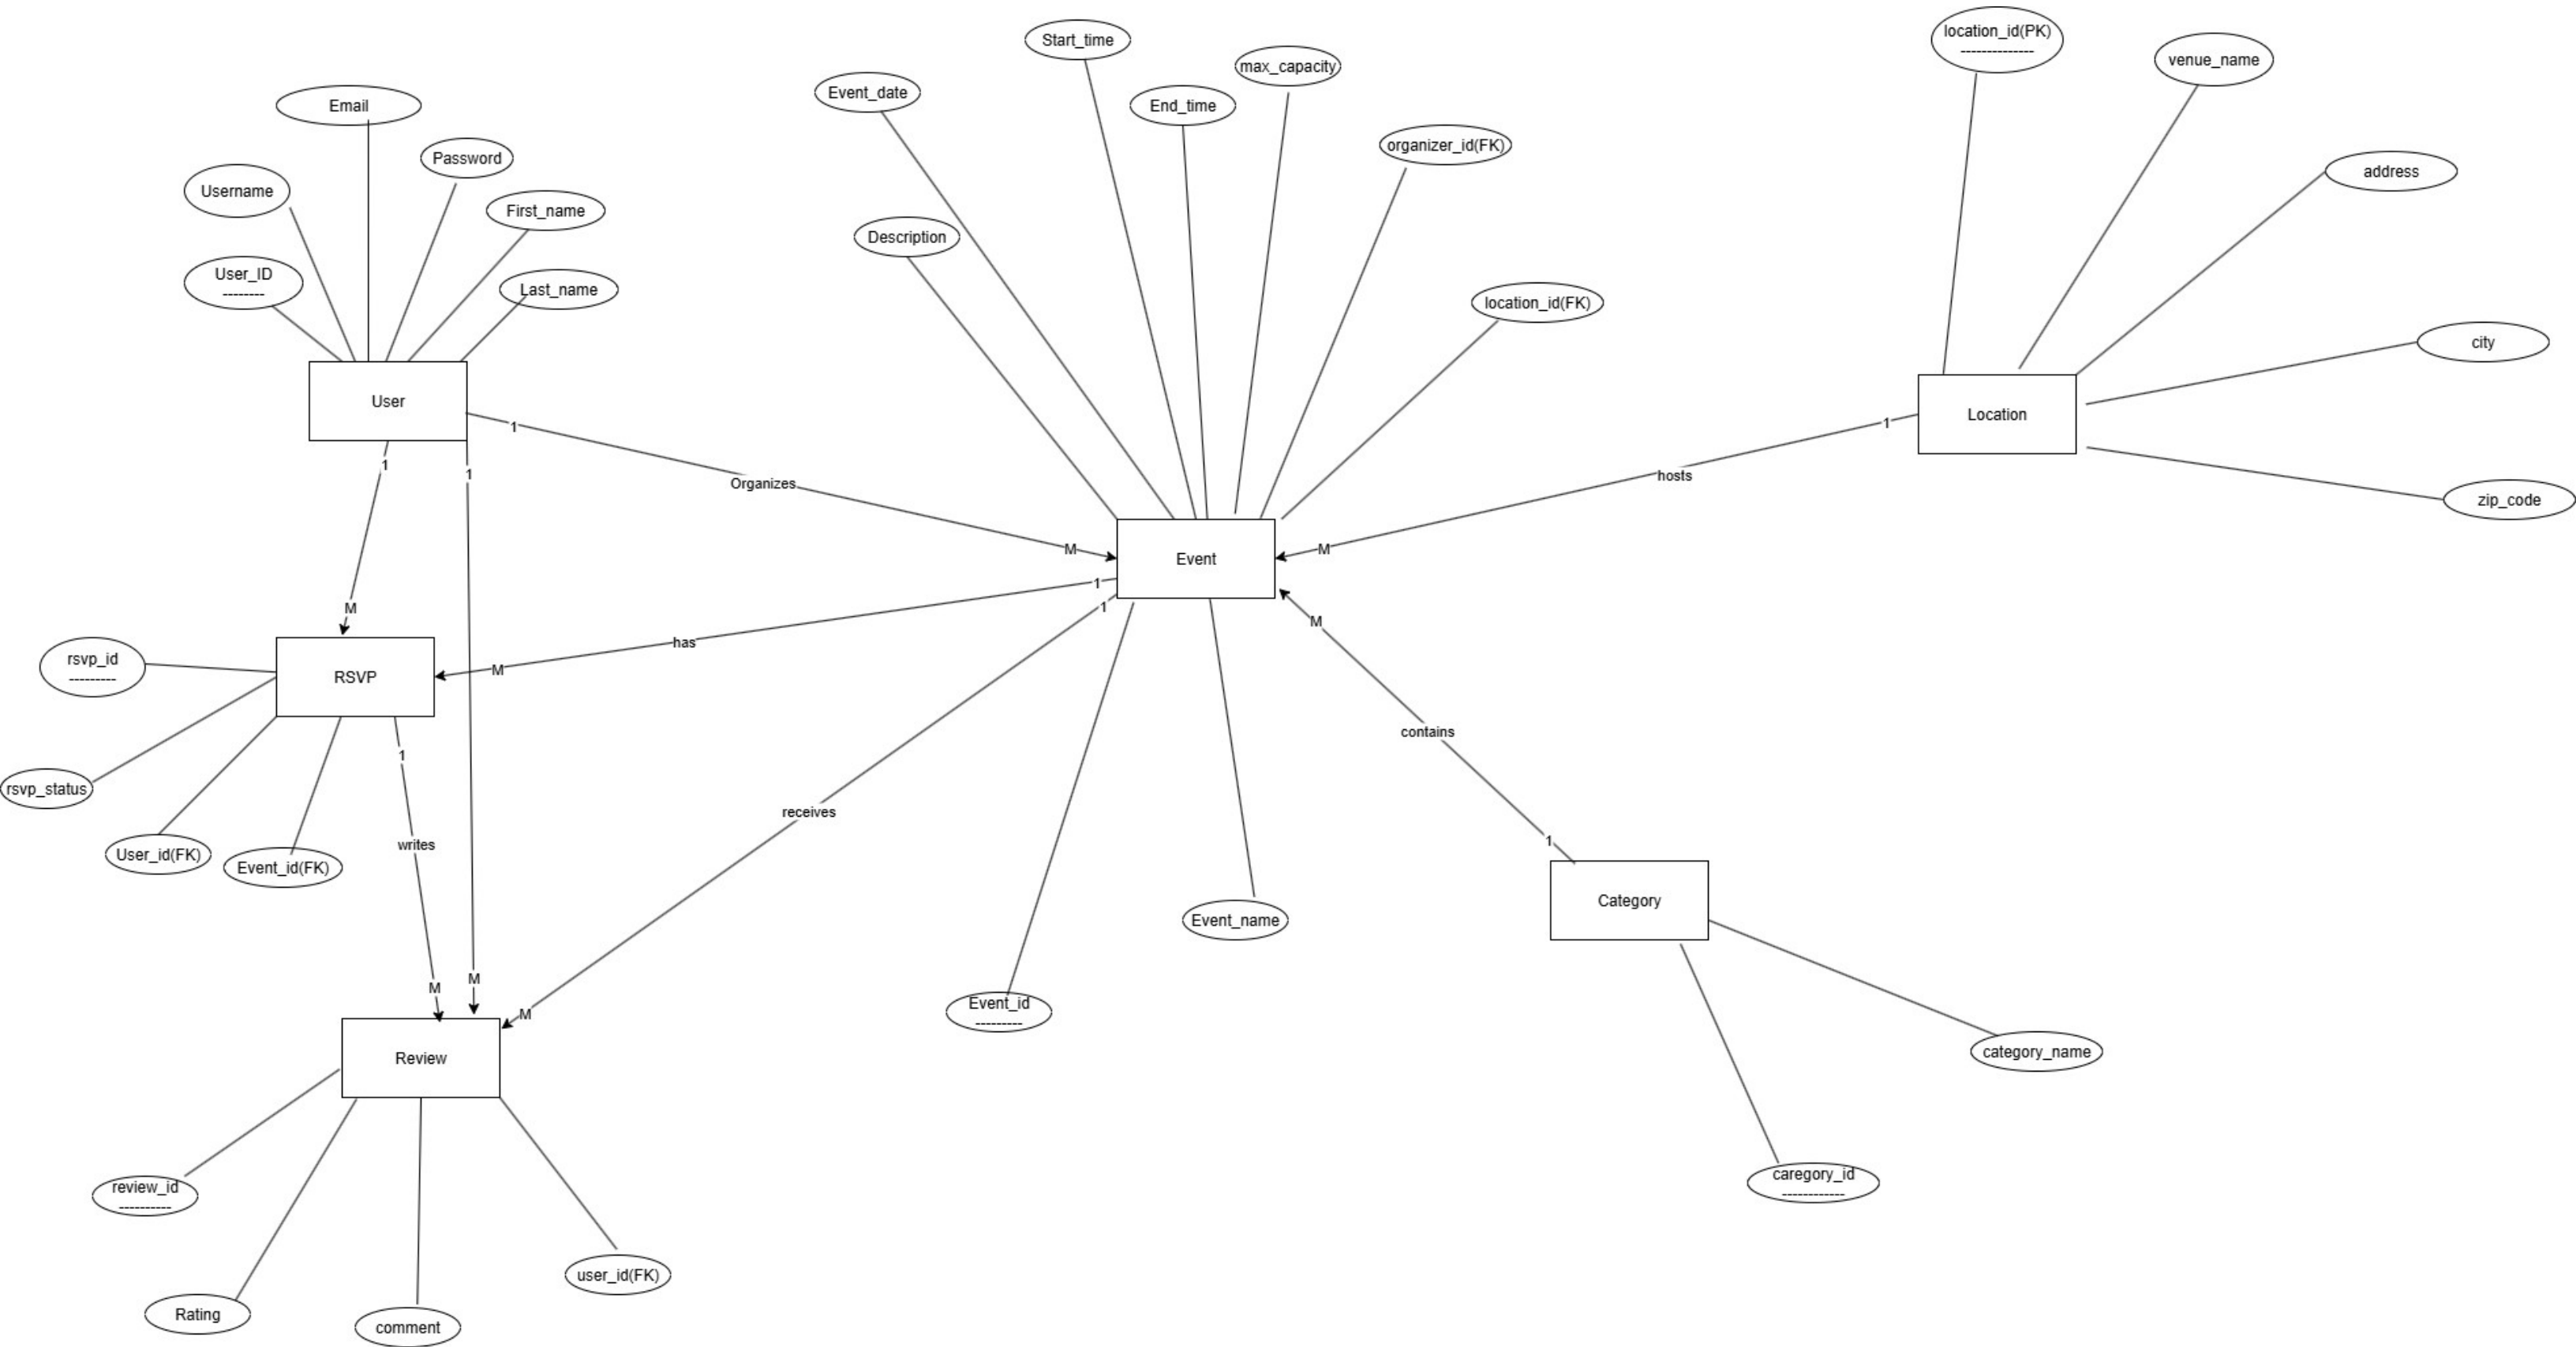 Start_time
location_id(PK)
--------------
venue_name
max_capacity
Event_date
Email
End_time
Password
organizer_id(FK)
address
Username
First_name
Description
User_ID
--------
Last_name
location_id(FK)
city
User
Location
1
1
1
1
Organizes
hosts
zip_code
M
M
Event
1
M
1
M
has
rsvp_id
---------
M
RSVP
contains
1
rsvp_status
receives
writes
1
User_id(FK)
Event_id(FK)
Category
Event_name
M
M
Event_id
---------
M
Review
category_name
caregory_id
------------
review_id
----------
user_id(FK)
Rating
comment